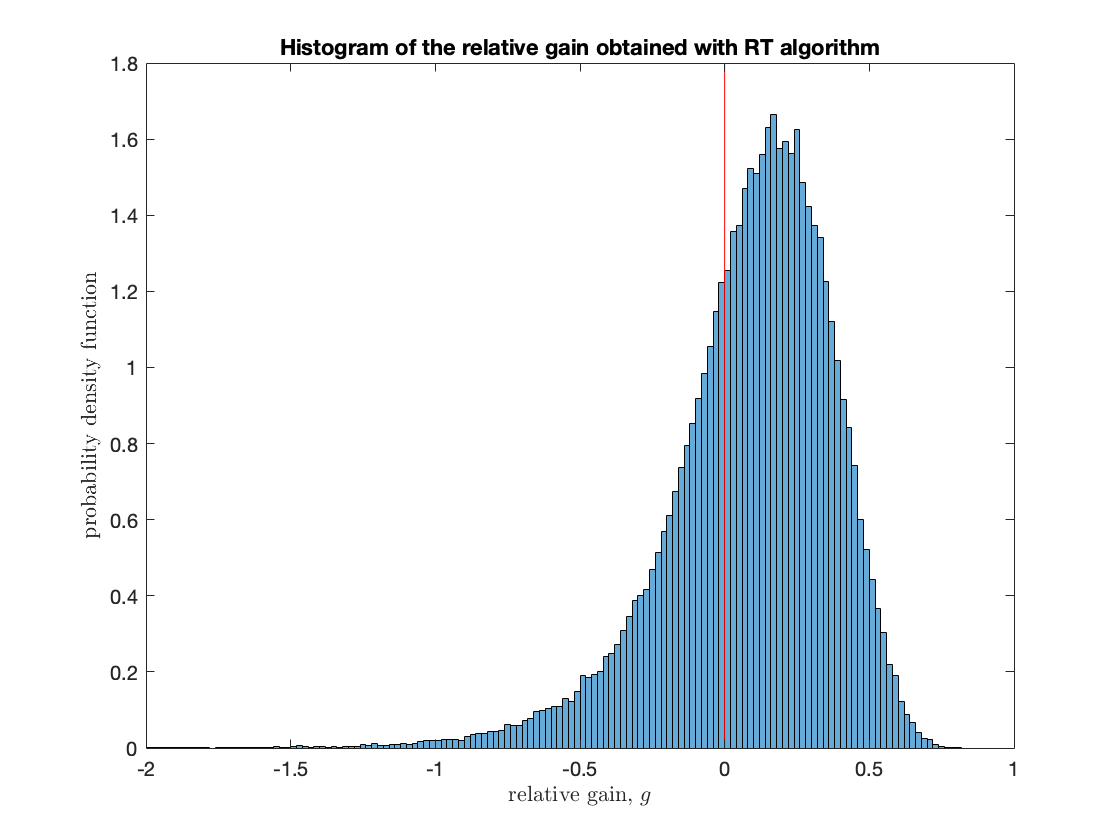 Histogram of the relative gain obtained with RT algorithm
1.8
1.6
1.4
1.2
1
0.8
0.6
0.4
0.2
0
probability density function
-2 -1.5 -1 -0.5 0 0.5 1
relative gain, g